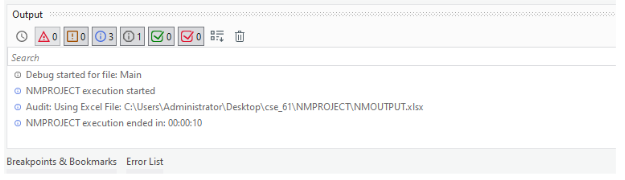 Output
0 0 3 1 0 0
Search
Debug started for file: Main
NMPROJECT execution started
Audit: Using Excel File: C:\Users\Administrator\Desktop\cse_61\NMPROJECT\NMOUTPUT.xlsx
NMPROJECT execution ended in: 00:00:10
Breakpoints & Bookmarks Error List